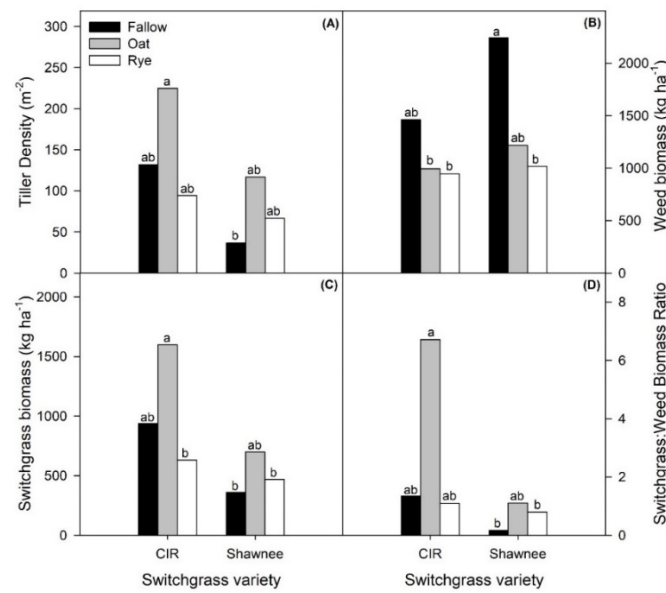 (A)
Fallow
Oat
Rye
300
250
200
150
100
50
0
Tiller Density (m-2)
ab
a
ab
b
ab
ab
(B)
ab
b
b
a
ab
b
2000
1500
1000
500
Weed biomass (kg ha-1)
(C)
2000
1500
1000
500
0
Switchgrass biomass (kg ha-1)
ab
a
b
b
ab
b
CIR Shawnee
Switchgrass variety
(D)
ab
a
ab
b
ab
b
8
6
4
2
0
Switchgrass:Weed Biomass Ratio
CIR Shawnee
Switchgrass variety